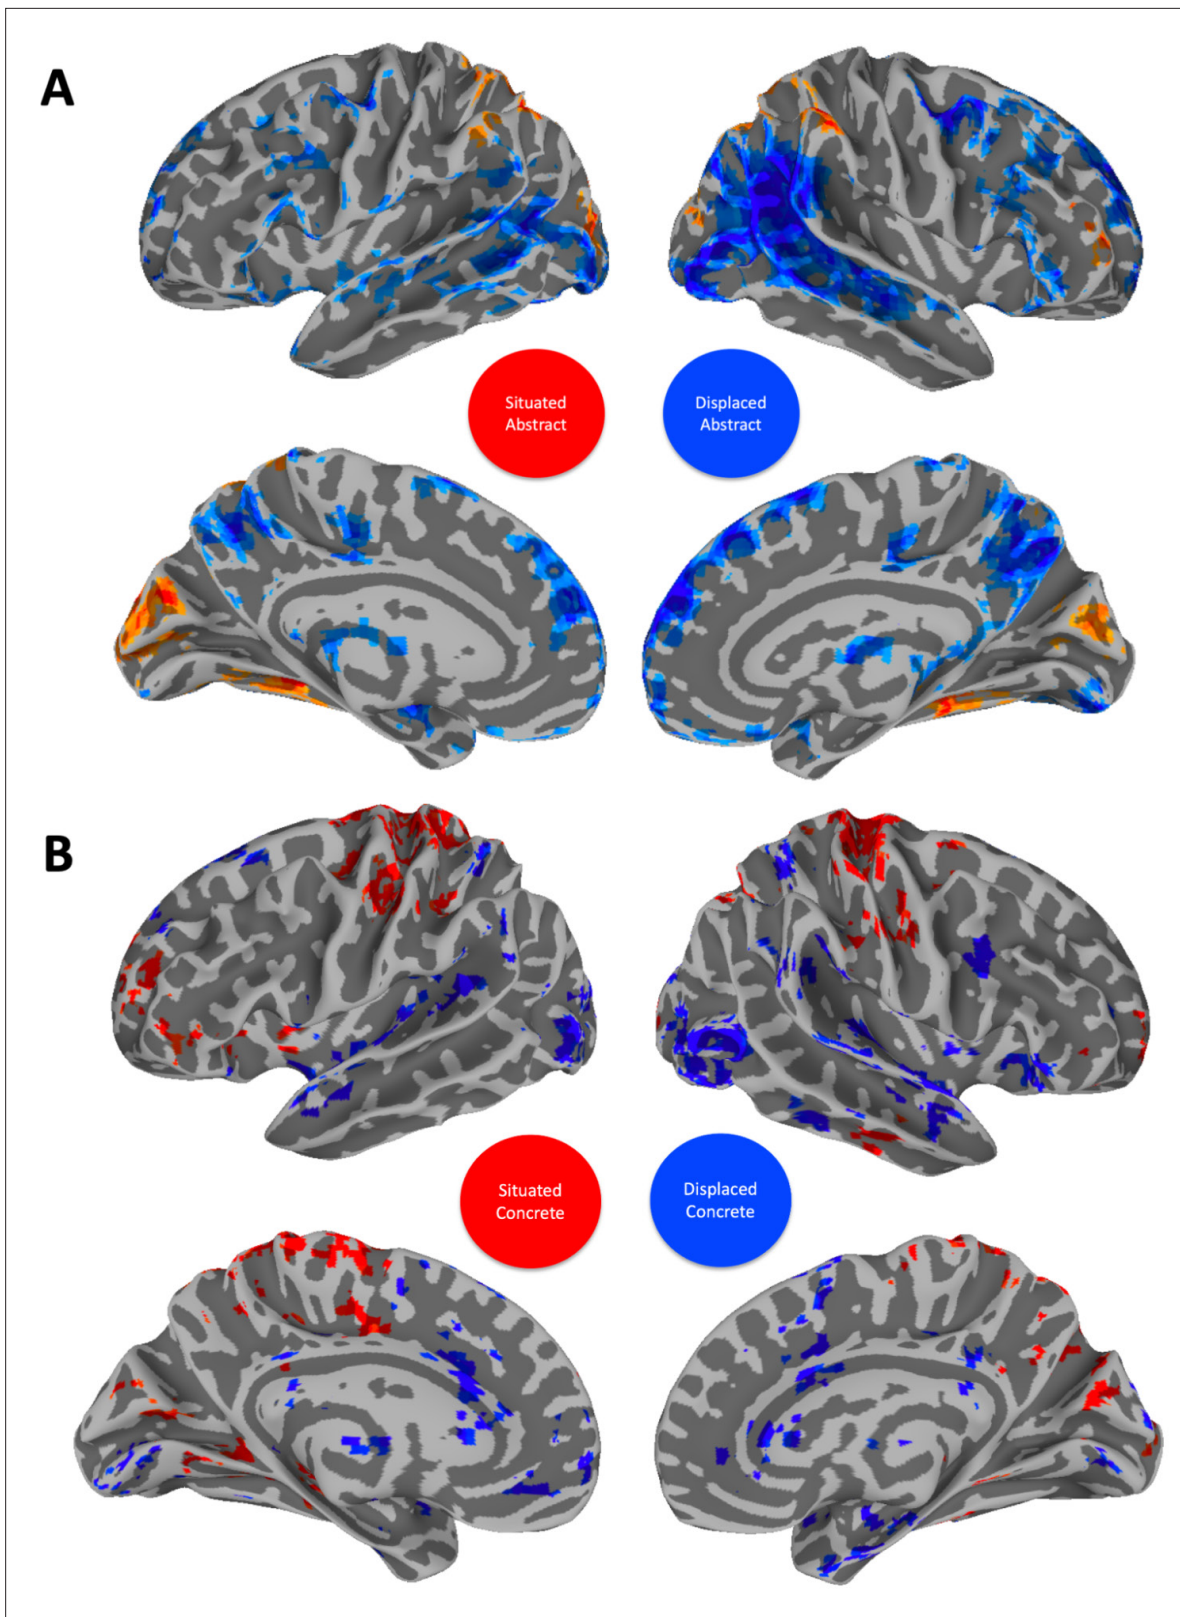 A
Situated
Abstract
Displaced
Abstract
B
Situated
Concrete
Displaced
Concrete